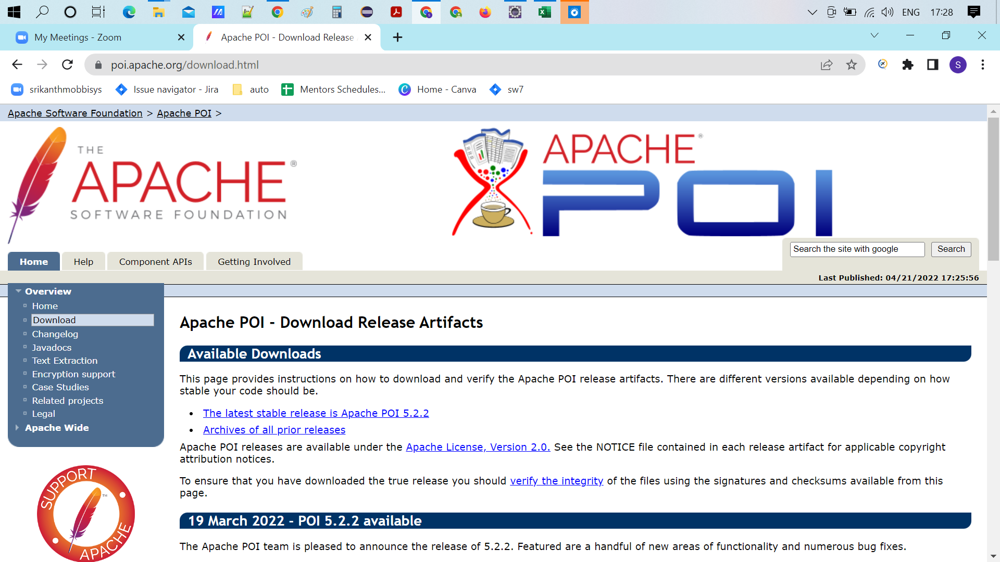 ENG 17:28
My Meetings - Zoom
Apache POI - Download Release
poi.apache.org/download.html
S
srikanthmobbisys
Issue navigator - Jira
auto
Mentors Schedules...
Home - Canva
sw7
Apache Software Foundation > Apache POI >
THE
APACHE®
SOFTWARE FOUNDATION
APACHE®
POI
Search the site with google
Search
Home
Help
Component APIs
Getting Involved
Last Published: 04/21/2022 17:25:56
Overview
Home
Download
Changelog
Javadocs
Text Extraction
Encryption support
Case Studies
Related projects
Legal
Apache Wide
SUPPORT
APACHE
TM
Apache POI - Download Release Artifacts
Available Downloads
This page provides instructions on how to download and verify the Apache POI release artifacts. There are different versions available depending on how
stable your code should be.
• The latest stable release is Apache POI 5.2.2
• Archives of all prior releases
Apache POI releases are available under the Apache License, Version 2.0. See the NOTICE file contained in each release artifact for applicable copyright
attribution notices.
To ensure that you have downloaded the true release you should verify the integrity of the files using the signatures and checksums available from this
page.
19 March 2022 - POI 5.2.2 available
The Apache POI team is pleased to announce the release of 5.2.2. Featured are a handful of new areas of functionality and numerous bug fixes.